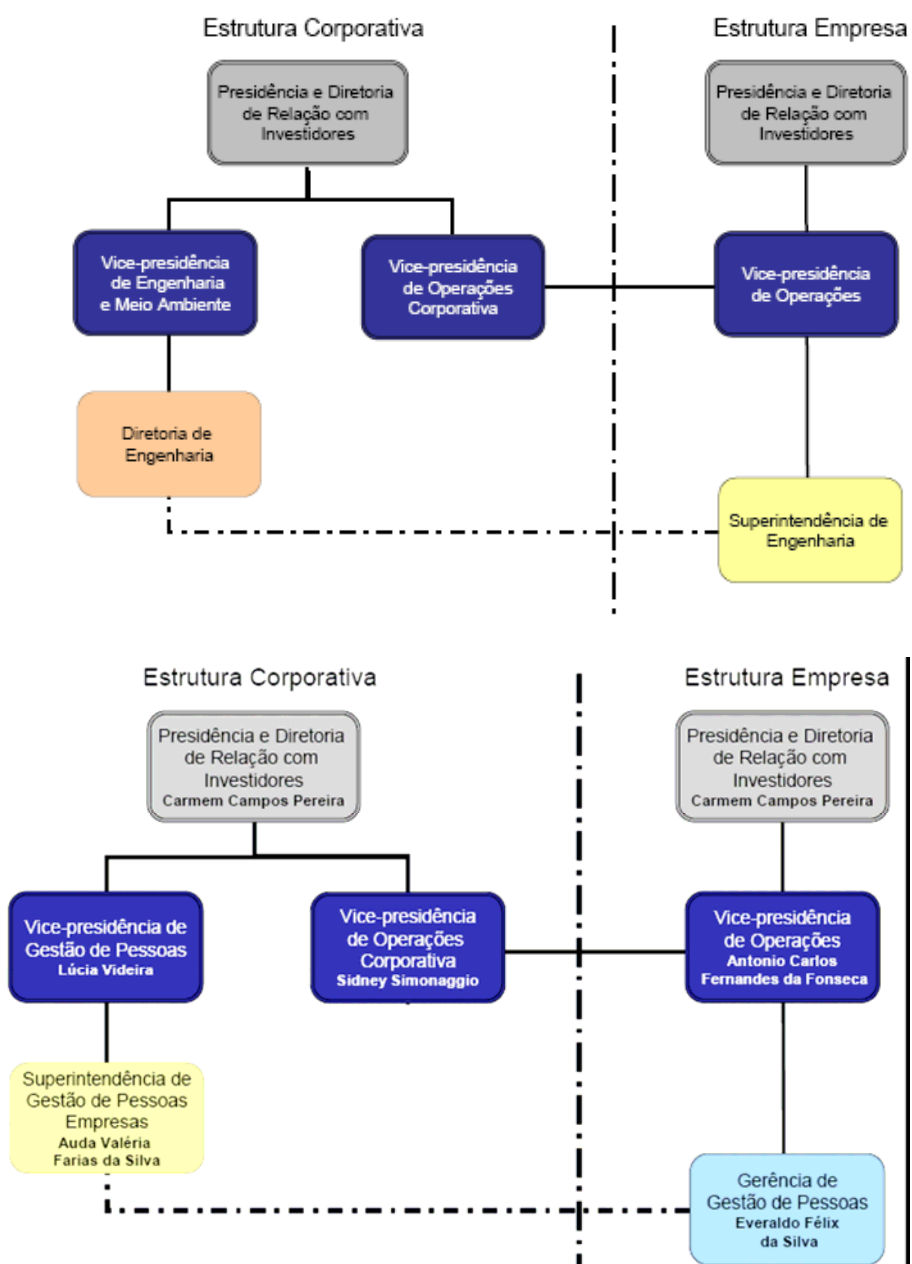 Estrutura Corporativa
Estrutura Empresa
Presidência e Diretoria
de Relação com
Investidores
Presidência e Diretoria
de Relação com
Investidores
Vice-presidência
de Engenharia
e Meio Ambiente
Vice-presidência
de Operações
Corporativa
Vice-presidência
de Operações
Diretoria de
Engenharia
Superintendência de
Engenharia
Estrutura Corporativa
Estrutura Empresa
Presidência e Diretoria
de Relação com
Investidores
Carmem Campos Pereira
Presidência e Diretoria
de Relação com
Investidores
Carmem Campos Pereira
Vice-presidência de
Gestão de Pessoas
Lúcia Videira
Vice-presidência
de Operações
Corporativa
Sidney Simonaggio
Vice-presidência
de Operações
Antonio Carlos
Fernandes da Fonseca
Superintendência de
Gestão de Pessoas
Empresas
Auda Valéria
Farias da Silva
Gerência de
Gestão de Pessoas
Everaldo Félix
da Silva